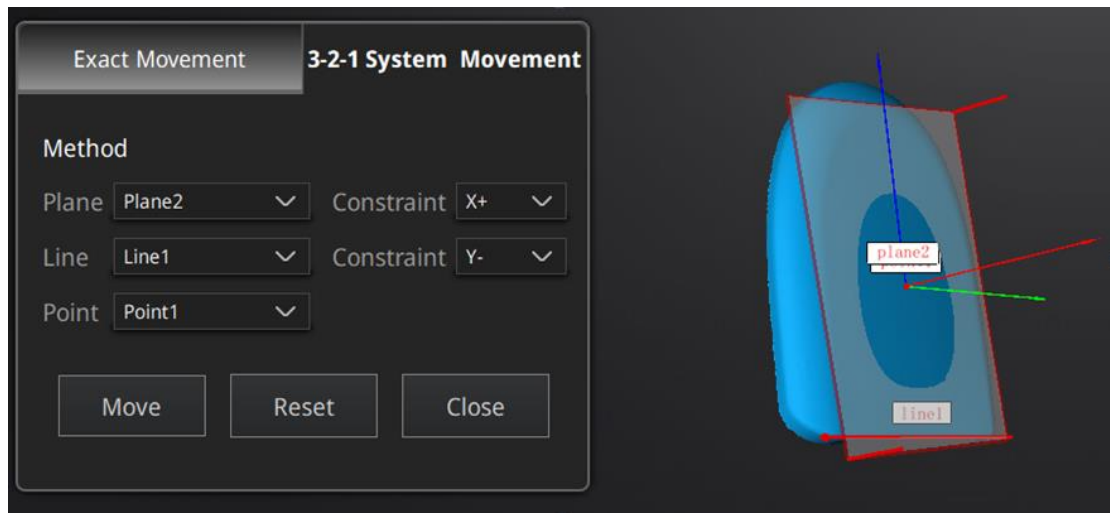 Exact Movement
3-2-1 System Movement
Method
Plane Plane2 Constraint X+
Line Line1 Constraint Y-
Point Point1
Move Reset Close
plane2
line1